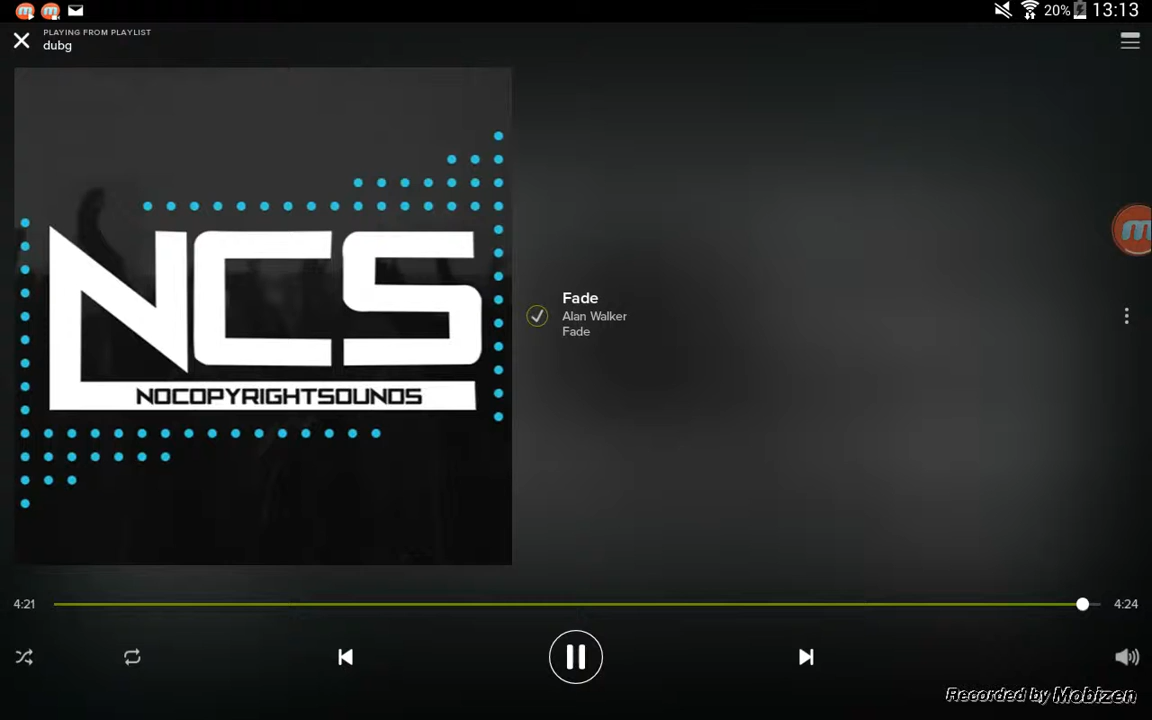 20% 13:13
PLAYING FROM PLAYLIST
dubg
NCS
NOCOPYRIGHTSOUNDS
Fade
Alan Walker
Fade
4:21 4:24
Recorded by Mobizen